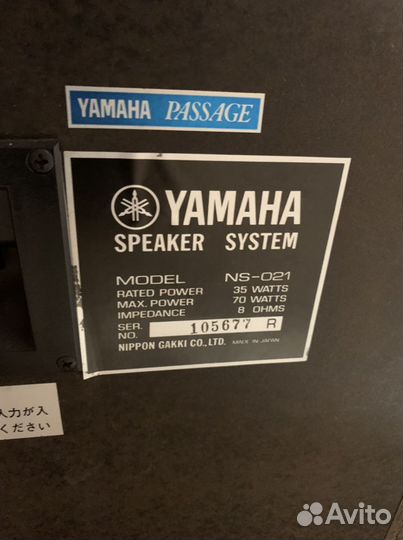 YAMAHA PASSAGE
YAMAHA
SPEAKER SYSTEM
MODEL NS-021
RATED POWER 35 WATTS
MAX. POWER 70 WATTS
IMPEDANCE 8 OHMS
SER. NO. 105677 R
NIPPON GAKKI CO., LTD. MADE IN JAPAN
入力が入
ください
Avito